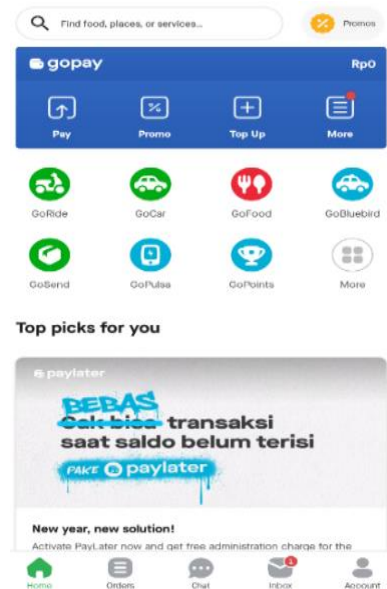 Find food, places, or services...
Promos
gopay
Rp0
Pay
Promo
Top Up
More
GoRide
GoCar
GoFood
GoBluebird
GoSend
GoPulsa
GoPoints
More
Top picks for you
paylater
BEBAS
Gak bisa transaksi
saat saldo belum terisi
PAKE paylater
New year, new solution!
Activate PayLater now and get free administration charge for the
Home
Orders
Chat
Inbox
Account